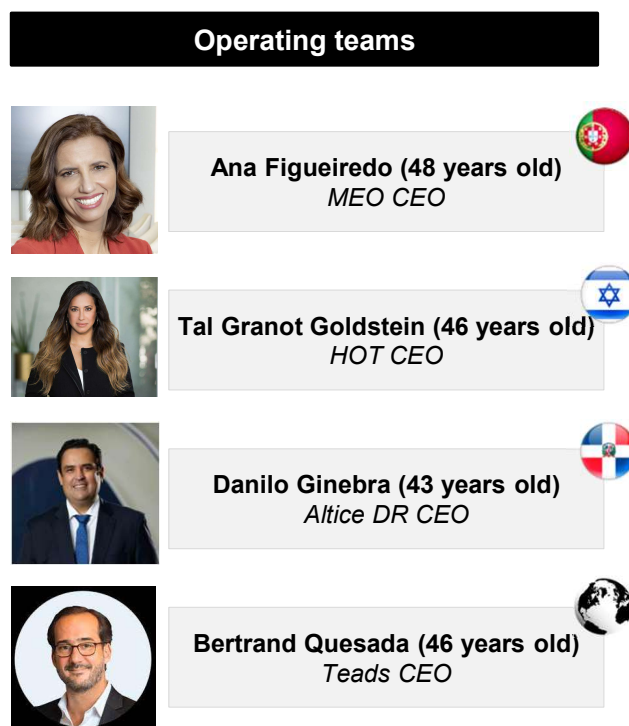 Operating teams
Ana Figueiredo (48 years old)
MEO CEO
Tal Granot Goldstein (46 years old)
HOT CEO
Danilo Ginebra (43 years old)
Altice DR CEO
Bertrand Quesada (46 years old)
Teads CEO